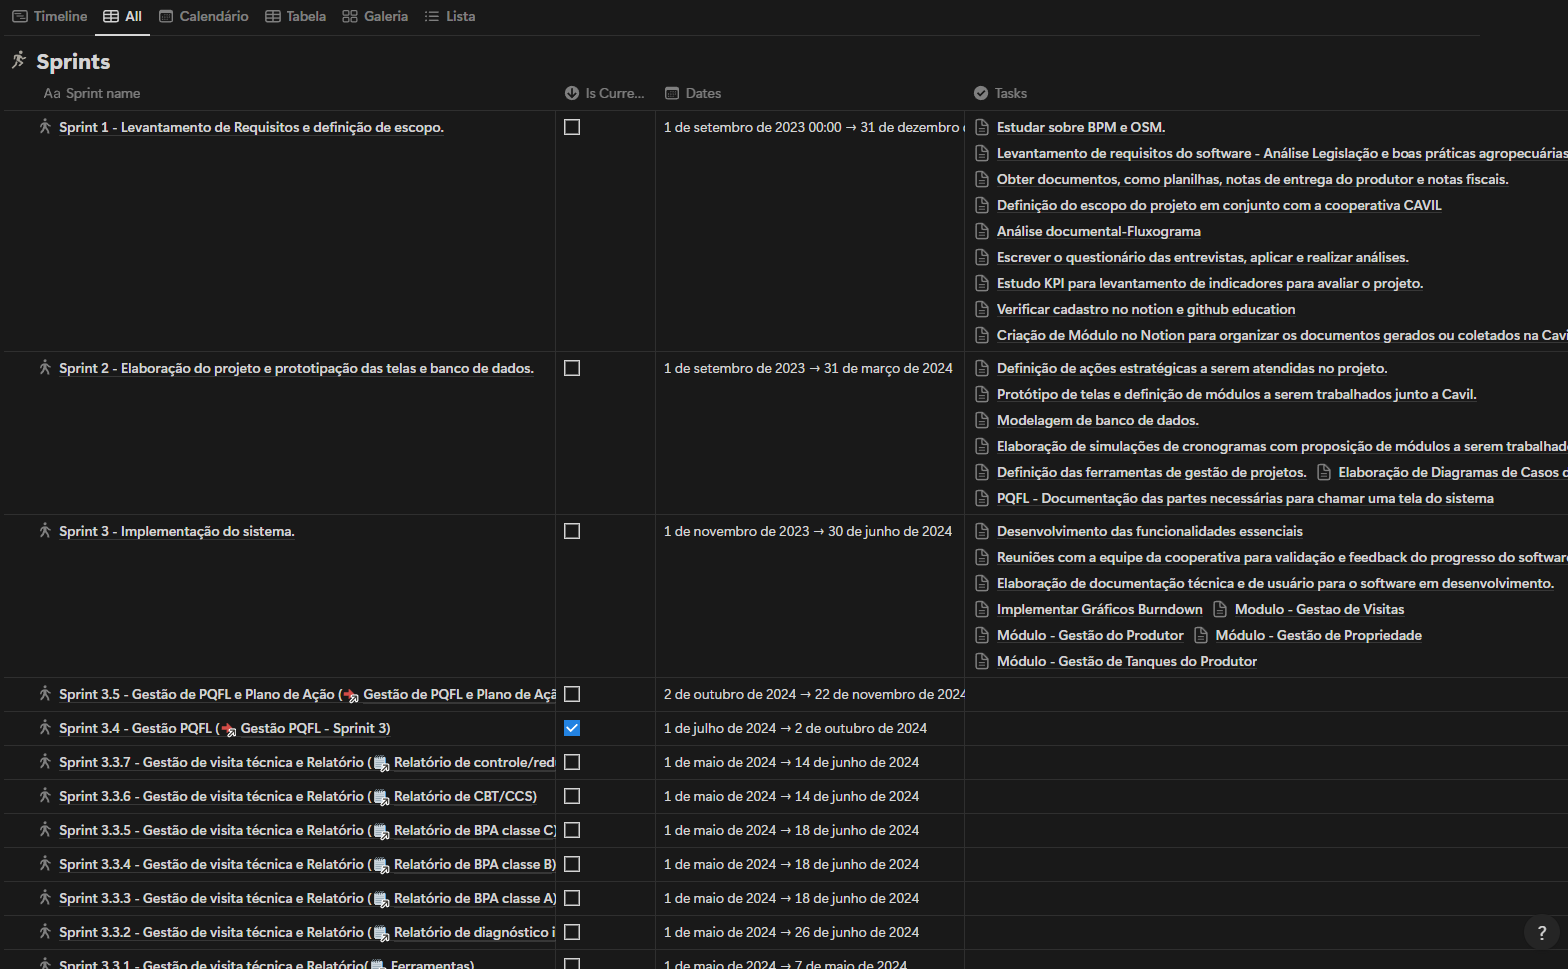 Timeline All Calendário Tabela Galeria Lista
Sprints
Aa Sprint name Is Curre... Dates Tasks
Sprint 1 - Levantamento de Requisitos e definição de escopo. 1 de setembro de 2023 00:00 → 31 de dezembro Estudar sobre BPM e OSM.
Levantamento de requisitos do software - Análise Legislação e boas práticas agropecuárias
Obter documentos, como planilhas, notas de entrega do produtor e notas fiscais.
Definição do escopo do projeto em conjunto com a cooperativa CAVIL
Análise documental-Fluxograma
Escrever o questionário das entrevistas, aplicar e realizar análises.
Estudo KPI para levantamento de indicadores para avaliar o projeto.
Verificar cadastro no notion e github education
Criação de Módulo no Notion para organizar os documentos gerados ou coletados na Cavi
Sprint 2 - Elaboração do projeto e prototipação das telas e banco de dados. 1 de setembro de 2023 → 31 de março de 2024 Definição de ações estratégicas a serem atendidas no projeto.
Protótipo de telas e definição de módulos a serem trabalhados junto a Cavil.
Modelagem de banco de dados.
Elaboração de simulações de cronogramas com proposição de módulos a serem trabalhad
Definição das ferramentas de gestão de projetos. Elaboração de Diagramas de Casos
PQFL - Documentação das partes necessárias para chamar uma tela do sistema
Sprint 3 - Implementação do sistema. 1 de novembro de 2023 → 30 de junho de 2024 Desenvolvimento das funcionalidades essenciais
Reuniões com a equipe da cooperativa para validação e feedback do progresso do software
Elaboração de documentação técnica e de usuário para o software em desenvolvimento.
Implementar Gráficos Burndown Modulo - Gestao de Visitas
Módulo - Gestão do Produtor Módulo - Gestão de Propriedade
Módulo - Gestão de Tanques do Produtor
Sprint 3.5 - Gestão de PQFL e Plano de Ação ( Gestão de PQFL e Plano de Açã 2 de outubro de 2024 → 22 de novembro de 2024
Sprint 3.4 - Gestão PQFL ( Gestão PQFL - Sprinit 3) 1 de julho de 2024 → 2 de outubro de 2024
Sprint 3.3.7 - Gestão de visita técnica e Relatório ( Relatório de controle/red 1 de maio de 2024 → 14 de junho de 2024
Sprint 3.3.6 - Gestão de visita técnica e Relatório ( Relatório de CBT/CCS) 1 de maio de 2024 → 14 de junho de 2024
Sprint 3.3.5 - Gestão de visita técnica e Relatório ( Relatório de BPA classe C) 1 de maio de 2024 → 18 de junho de 2024
Sprint 3.3.4 - Gestão de visita técnica e Relatório ( Relatório de BPA classe B) 1 de maio de 2024 → 18 de junho de 2024
Sprint 3.3.3 - Gestão de visita técnica e Relatório ( Relatório de BPA classe A) 1 de maio de 2024 → 18 de junho de 2024
Sprint 3.3.2 - Gestão de visita técnica e Relatório ( Relatório de diagnóstico i 1 de maio de 2024 → 26 de junho de 2024
Sprint 3.3.1 - Gestão de visita técnica e Relatório( Ferramentas) 1 de maio de 2024 → 7 de maio de 2024
?